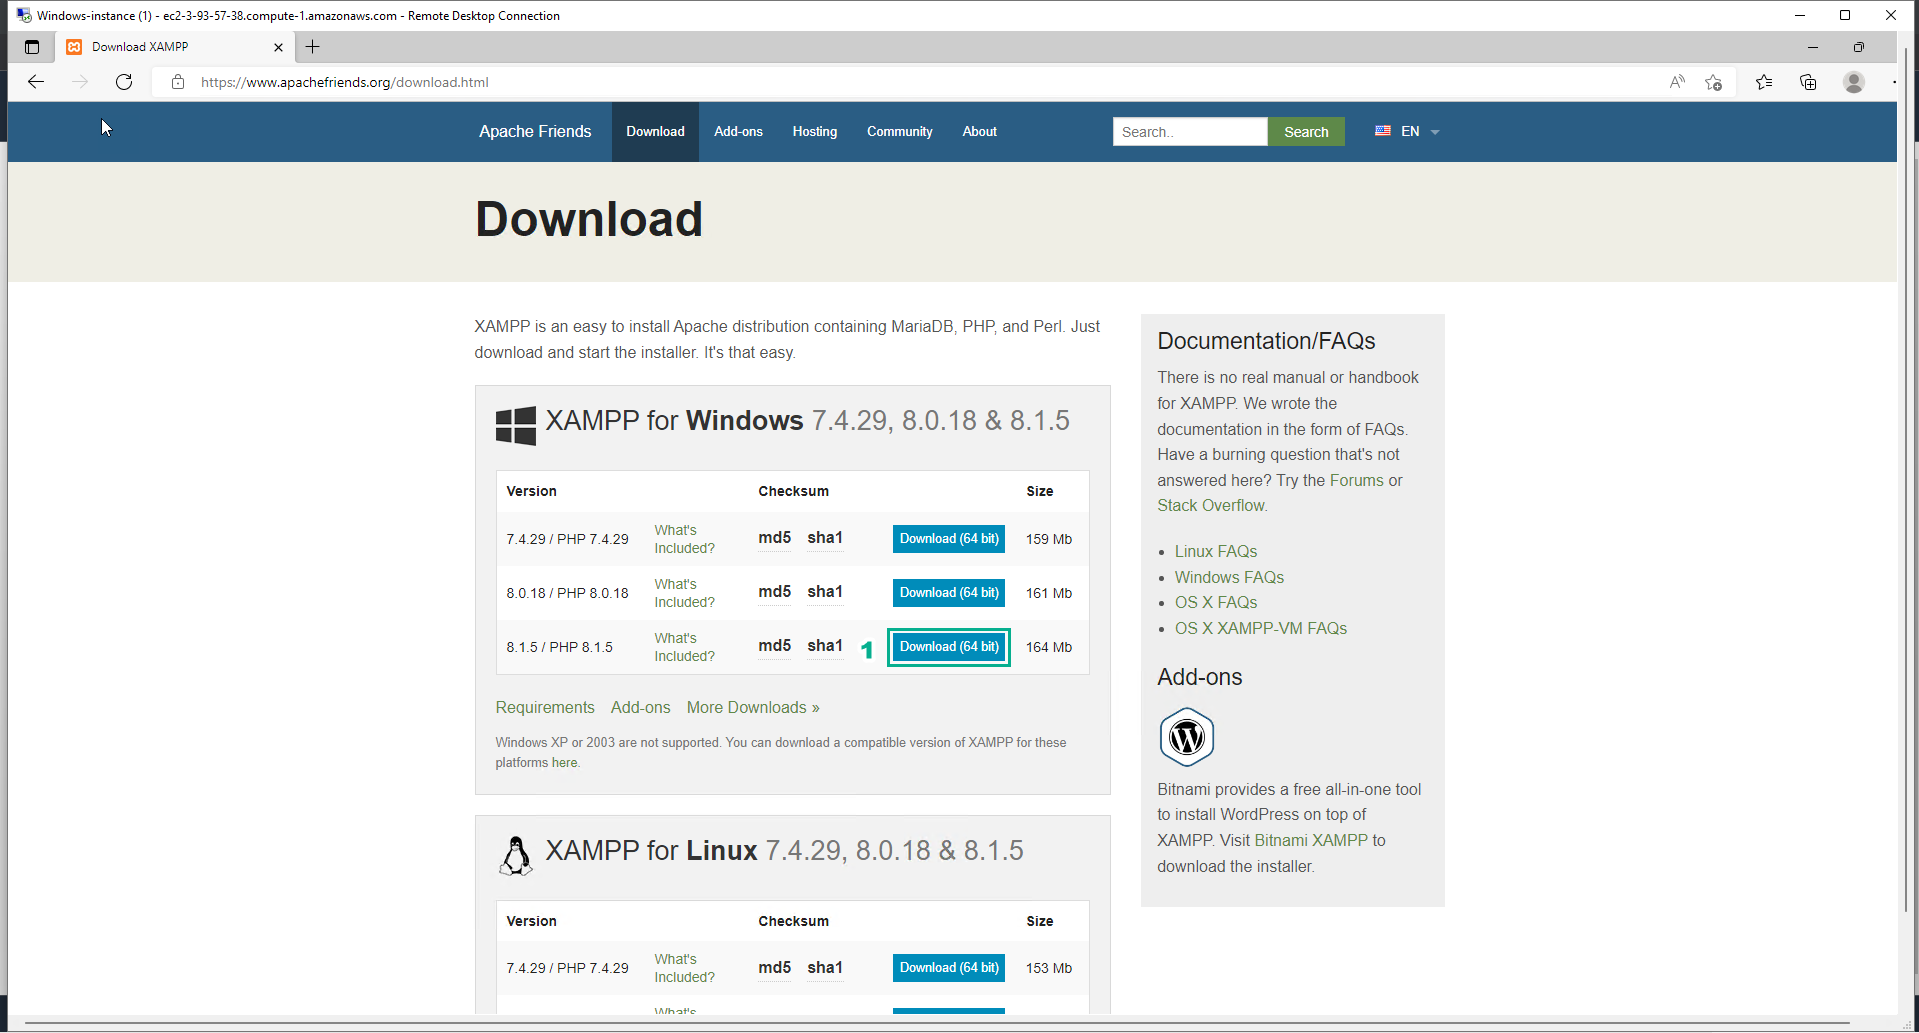 Windows-instance (1) - ec2-3-93-57-38.compute-1.amazonaws.com - Remote Desktop Connection
Download XAMPP
https://www.apachefriends.org/download.html
Apache Friends Download Add-ons Hosting Community About Search.. Search EN
Download
XAMPP is an easy to install Apache distribution containing MariaDB, PHP, and Perl. Just
download and start the installer. It's that easy.
XAMPP for Windows 7.4.29, 8.0.18 & 8.1.5
Version Checksum Size
7.4.29 / PHP 7.4.29 What's Included? md5 sha1 Download (64 bit) 159 Mb
8.0.18 / PHP 8.0.18 What's Included? md5 sha1 Download (64 bit) 161 Mb
8.1.5 / PHP 8.1.5 What's Included? md5 sha1 1 Download (64 bit) 164 Mb
Requirements Add-ons More Downloads »
Windows XP or 2003 are not supported. You can download a compatible version of XAMPP for these
platforms here.
XAMPP for Linux 7.4.29, 8.0.18 & 8.1.5
Version Checksum Size
7.4.29 / PHP 7.4.29 What's Included? md5 sha1 Download (64 bit) 153 Mb
What's
Documentation/FAQs
There is no real manual or handbook
for XAMPP. We wrote the
documentation in the form of FAQs.
Have a burning question that's not
answered here? Try the Forums or
Stack Overflow.
• Linux FAQs
• Windows FAQs
• OS X FAQs
• OS X XAMPP-VM FAQs
Add-ons
Bitnami provides a free all-in-one tool
to install WordPress on top of
XAMPP. Visit Bitnami XAMPP to
download the installer.